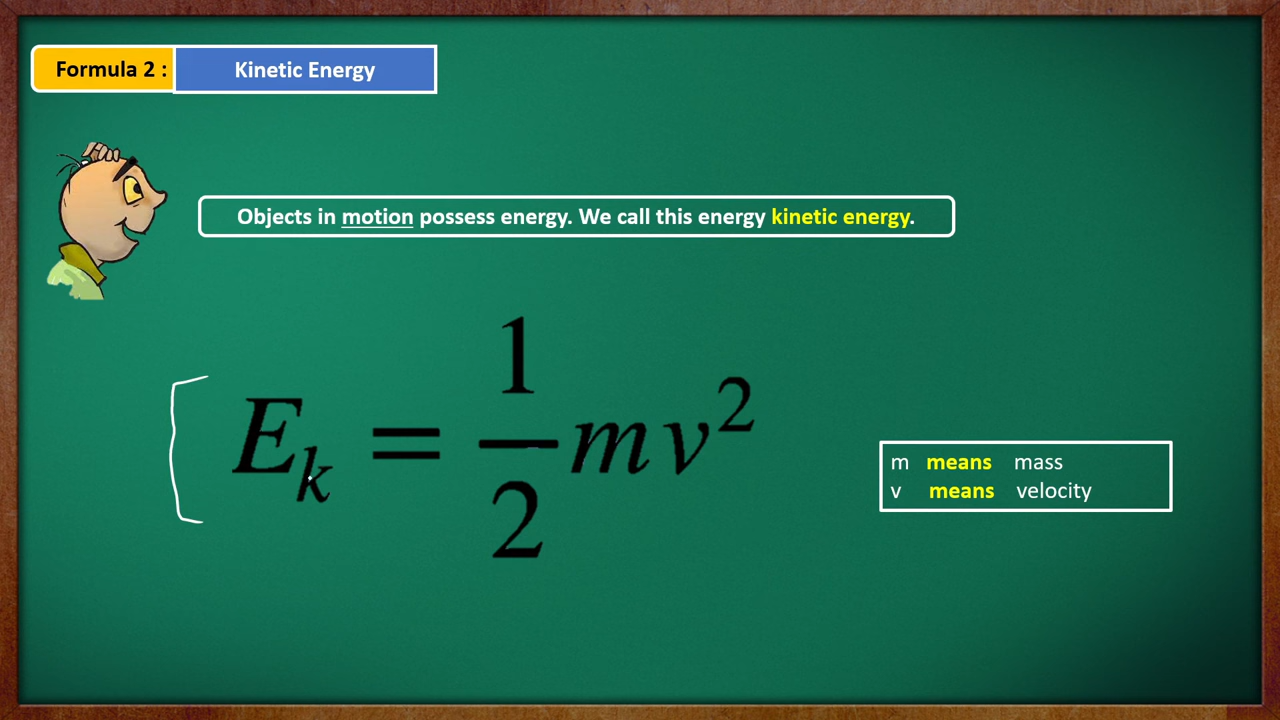 Formula 2 :
Kinetic Energy
Objects in motion possess energy. We call this energy kinetic energy.
E_k = \frac{1}{2} m v^2
m means mass
v means velocity